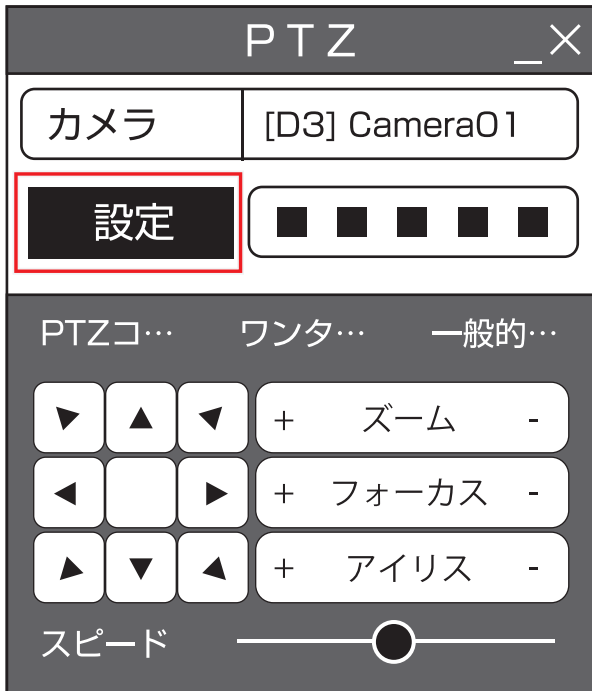 PTZ _×
カメラ [D3] Camera01
設定 ■ ■ ■ ■ ■
PTZコ… ワンタ… 一般的…
+ ズーム -
+ フォーカス -
+ アイリス -
スピード